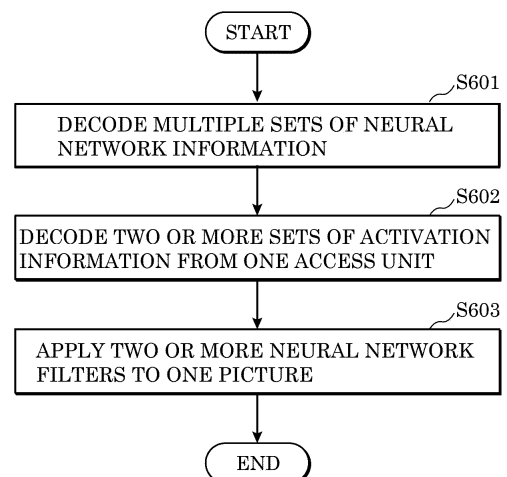 START
S601
DECODE MULTIPLE SETS OF NEURAL
NETWORK INFORMATION
S602
DECODE TWO OR MORE SETS OF ACTIVATION
INFORMATION FROM ONE ACCESS UNIT
S603
APPLY TWO OR MORE NEURAL NETWORK
FILTERS TO ONE PICTURE
END